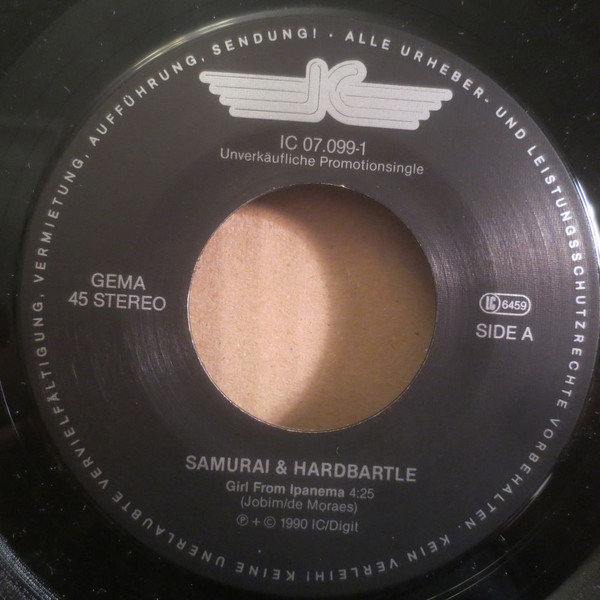 ALLE URHEBER- UND LEISTUNGSSCHUTZRECHTE VORBEHALTEN. KEIN VERLEIH! KEINE UNERLAUBTE VERVIELFÄLTIGUNG, VERMIETUNG, AUFFÜHRUNG, SENDUNG! ·
IC
IC 07.099-1
Unverkäufliche Promotionsingle
GEMA
45 STEREO
LC 6459
SIDE A
SAMURAI & HARDBARTLE
Girl From Ipanema 4:25
(Jobim/de Moraes)
℗ + © 1990 IC/Digit